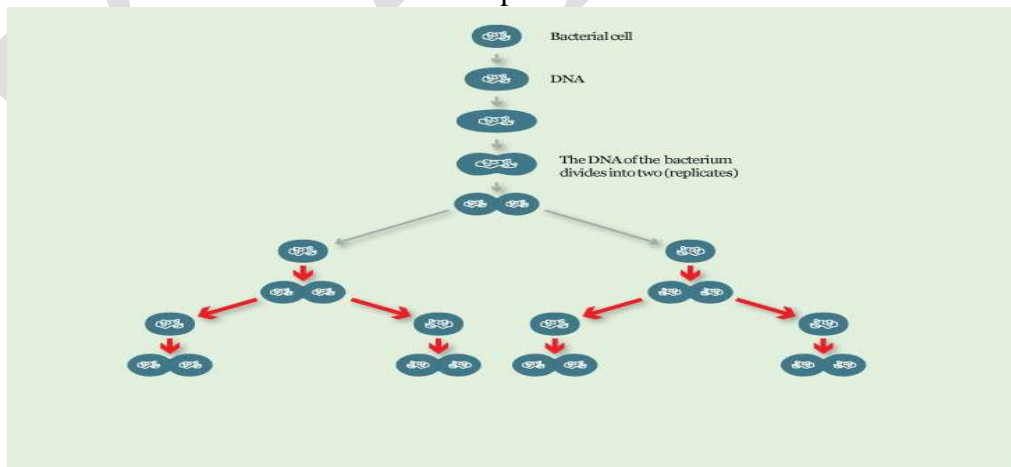 Bacterial cell
DNA
The DNA of the bacterium
divides into two (replicates)